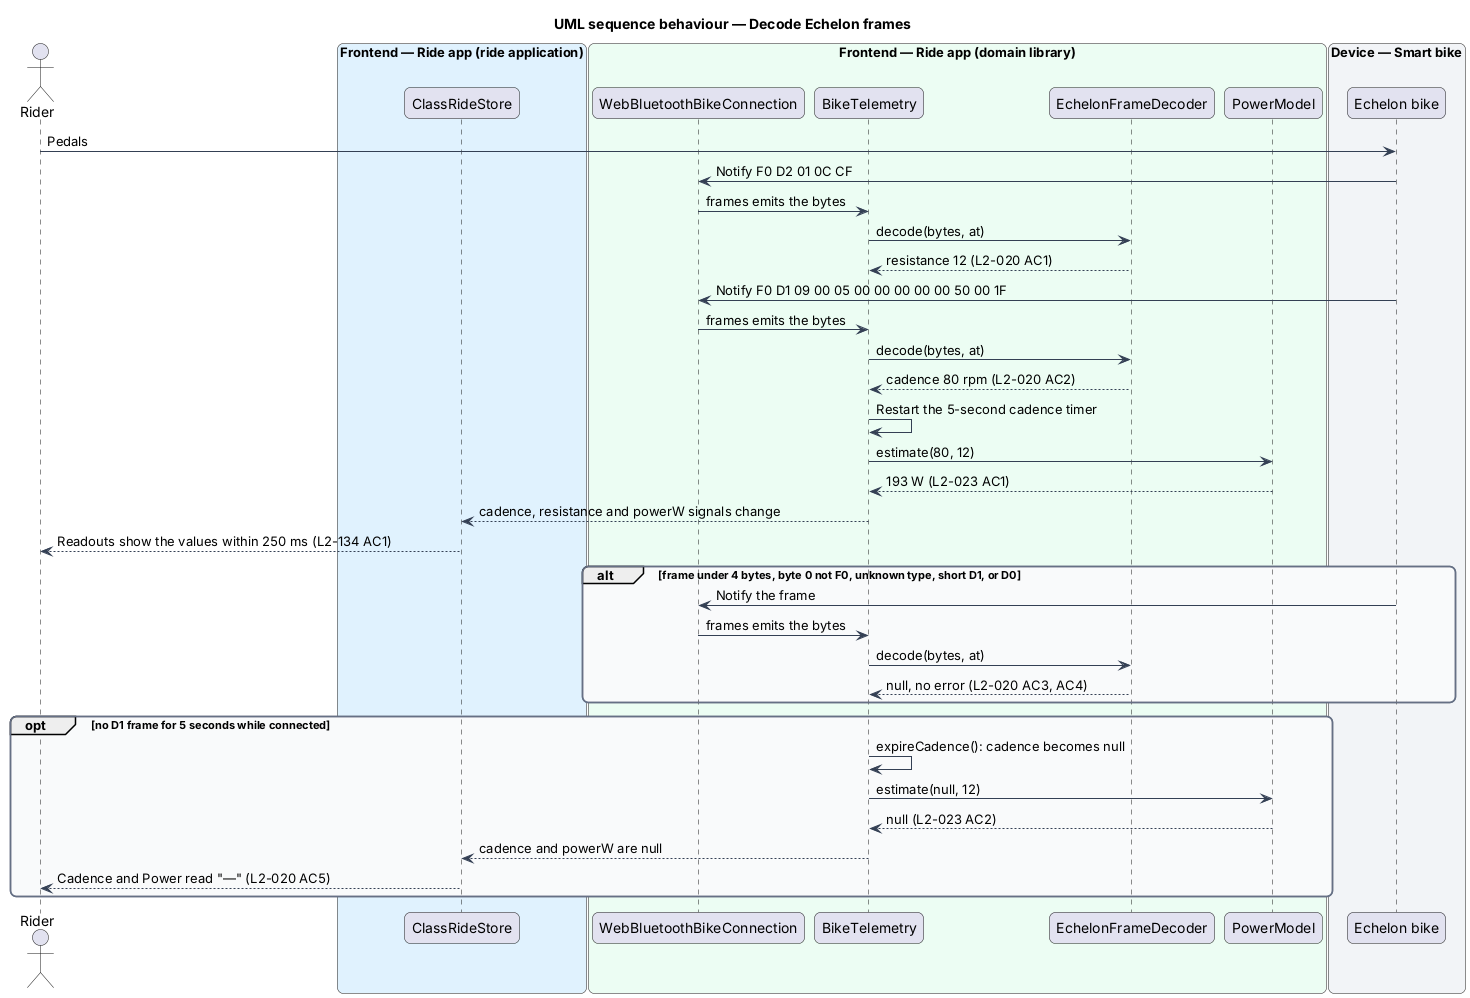 UML sequence behaviour — Decode Echelon frames
Frontend — Ride app (ride application)
Frontend — Ride app (domain library)
Device — Smart bike
Rider
ClassRideStore
WebBluetoothBikeConnection
BikeTelemetry
EchelonFrameDecoder
PowerModel
Echelon bike
Pedals
Notify F0 D2 01 0C CF
frames emits the bytes
decode(bytes, at)
resistance 12 (L2-020 AC1)
Notify F0 D1 09 00 05 00 00 00 00 00 50 00 1F
frames emits the bytes
decode(bytes, at)
cadence 80 rpm (L2-020 AC2)
Restart the 5-second cadence timer
estimate(80, 12)
193 W (L2-023 AC1)
cadence, resistance and powerW signals change
Readouts show the values within 250 ms (L2-134 AC1)
alt
[frame under 4 bytes, byte 0 not F0, unknown type, short D1, or D0]
Notify the frame
frames emits the bytes
decode(bytes, at)
null, no error (L2-020 AC3, AC4)
opt
[no D1 frame for 5 seconds while connected]
expireCadence(): cadence becomes null
estimate(null, 12)
null (L2-023 AC2)
cadence and powerW are null
Cadence and Power read "—" (L2-020 AC5)
Rider
ClassRideStore
WebBluetoothBikeConnection
BikeTelemetry
EchelonFrameDecoder
PowerModel
Echelon bike